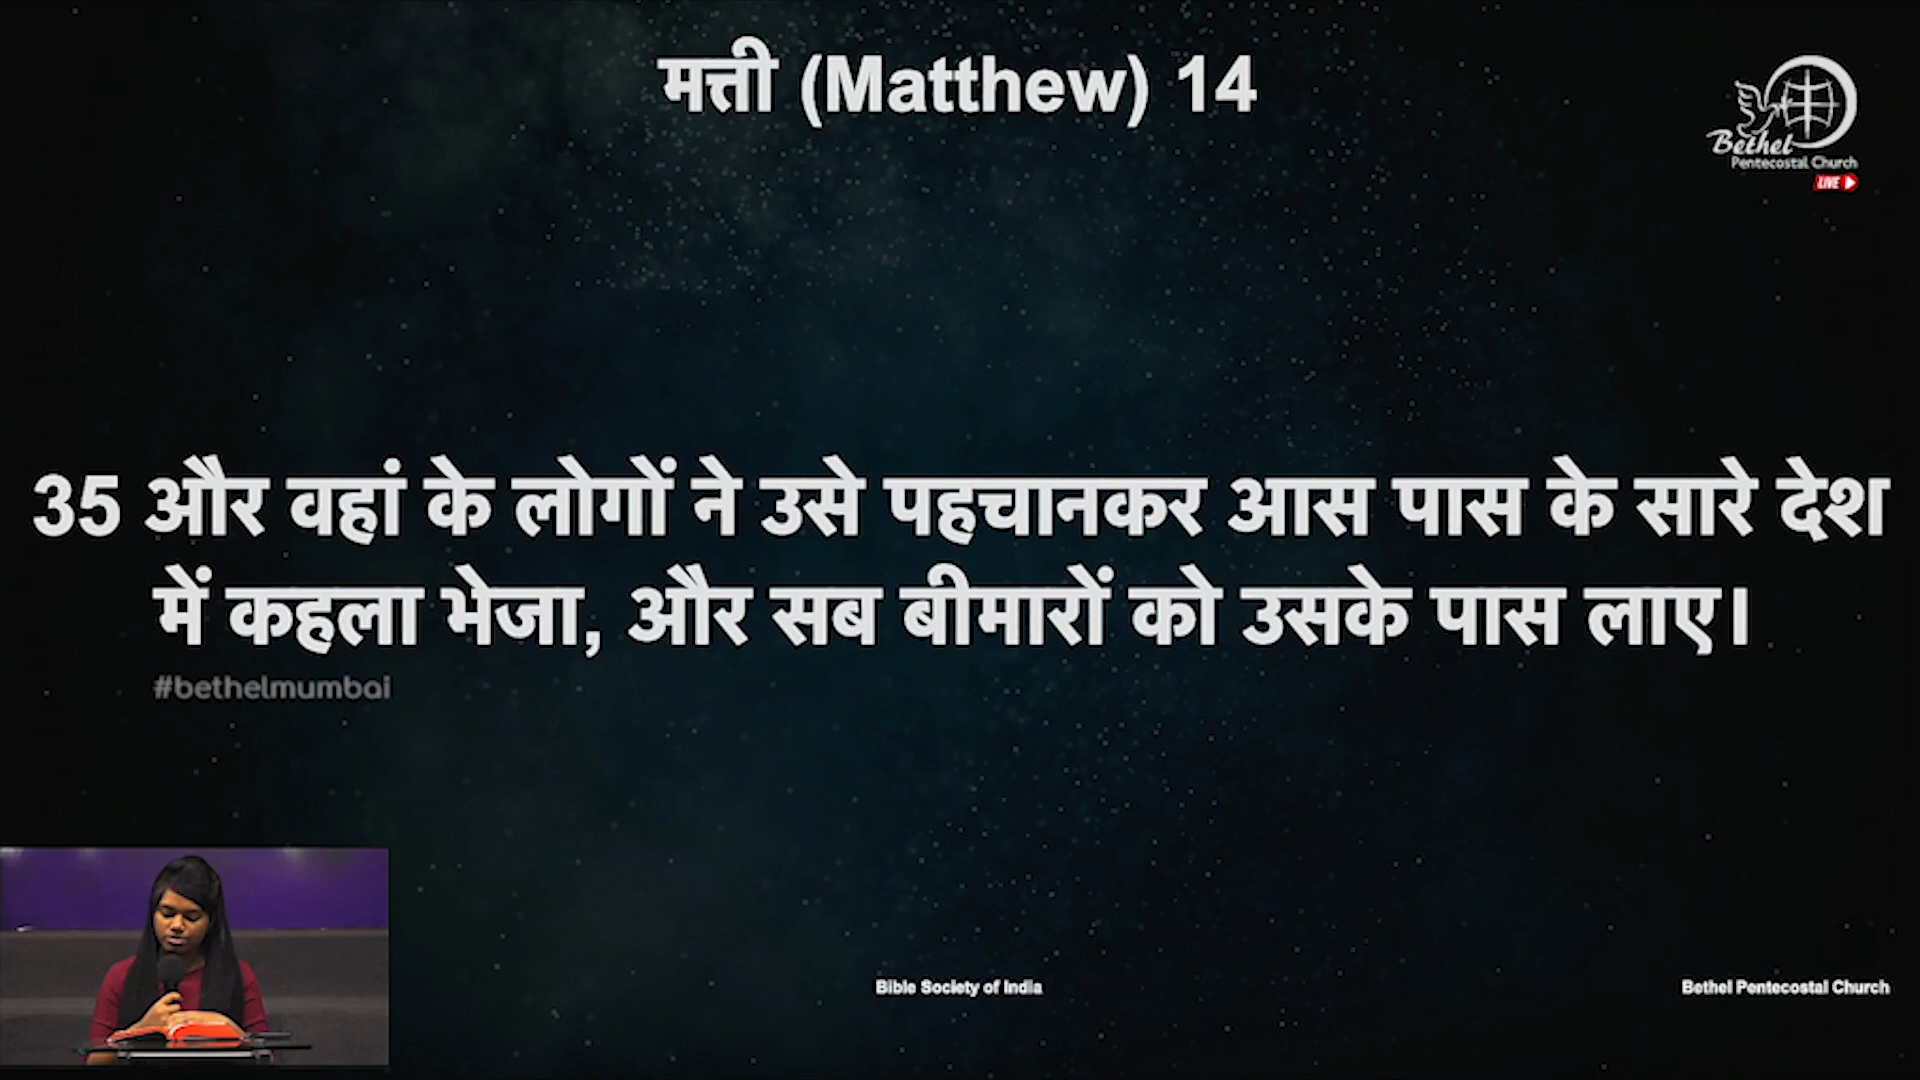 मत्ती (Matthew) 14
Bethel
Pentecostal Church
LIVE
35 और वहां के लोगों ने उसे पहचानकर आस पास के सारे देश
में कहला भेजा, और सब बीमारों को उसके पास लाए।
#bethelmumbai
Bible Society of India
Bethel Pentecostal Church